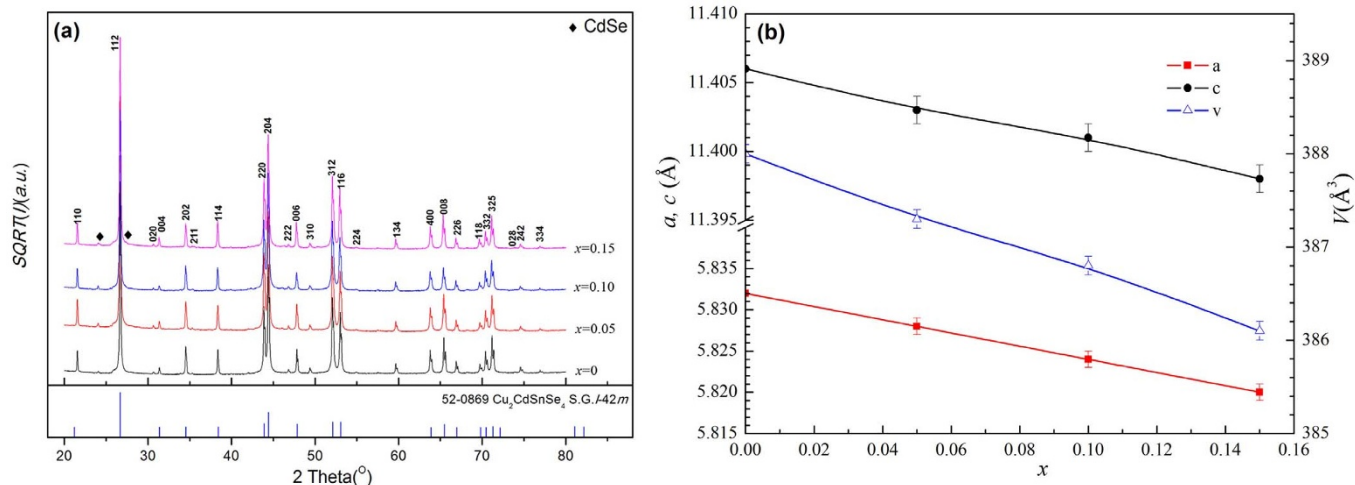 (a)
♦ CdSe
SQRT(I)(a.u.)
112
110
020
004
202
211
114
220
204
222
006
310
312
116
224
134
400
008
226
118
332
325
028
242
334
x=0.15
x=0.10
x=0.05
x=0
52-0869 Cu₂CdSnSe₄ S.G.I-42m
20 30 40 50 60 70 80
2 Theta(O)
(b)
a
c
v
a, c (Å)
11.410
11.405
11.400
11.395
5.835
5.830
5.825
5.820
5.815
V(Å³)
389
388
387
386
385
0.00 0.02 0.04 0.06 0.08 0.10 0.12 0.14 0.16
x